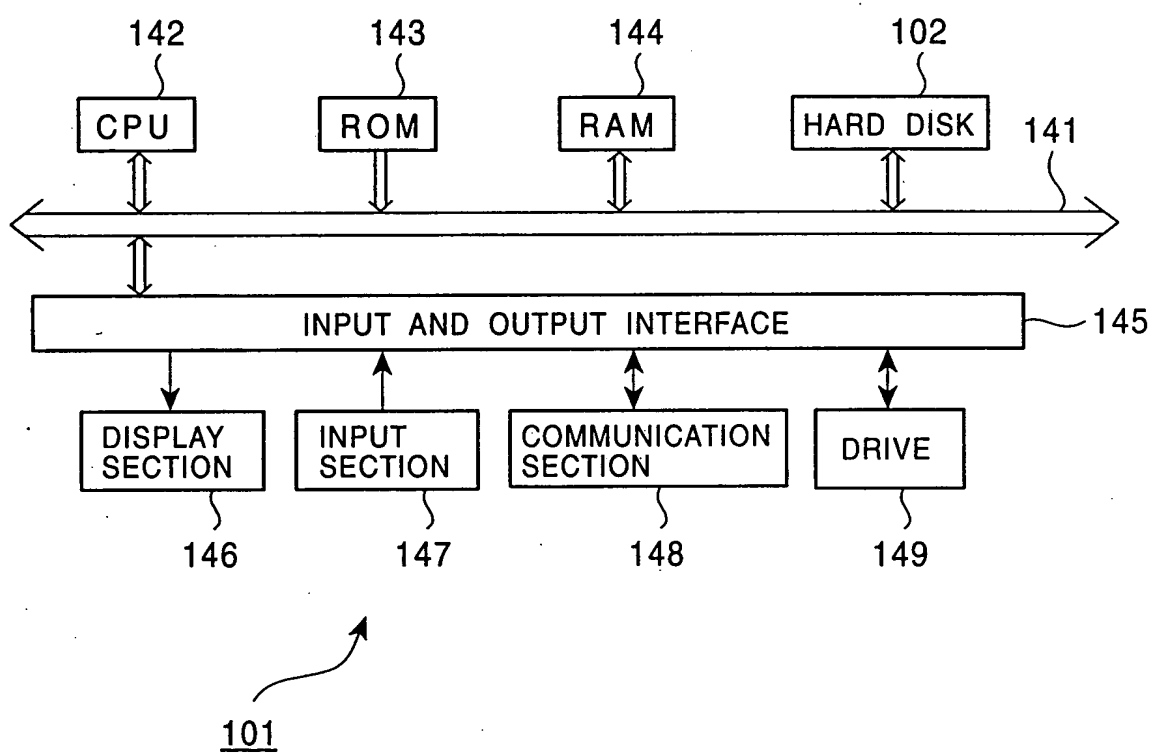 142
143
144
102
CPU
ROM
RAM
HARD DISK
141
INPUT AND OUTPUT INTERFACE
145
DISPLAY
SECTION
INPUT
SECTION
COMMUNICATION
SECTION
DRIVE
146
147
148
149
101